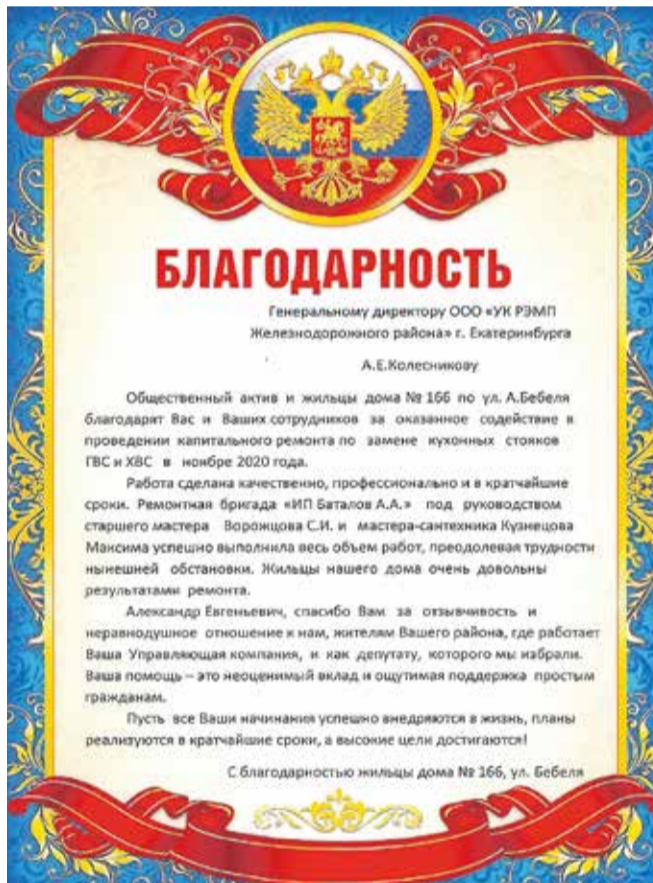 БЛАГОДАРНОСТЬ
Генеральному директору ООО «УК РЭМП
Железнодорожного района» г. Екатеринбурга
А.Е.Колесникову
Общественный актив и жильцы дома № 166 по ул. А.Бебеля
благодарят Вас и Ваших сотрудников за оказанное содействие в
проведении капитального ремонта по замене кухонных стояков
ГВС и ХВС в ноябре 2020 года.
Работа сделана качественно, профессионально и в кратчайшие
сроки. Ремонтная бригада «ИП Баталов А.А.» под руководством
старшего мастера Ворожцова С.И. и мастера-сантехника Кузнецова
Максима успешно выполнила весь объем работ, преодолевая трудности
нынешней обстановки. Жильцы нашего дома очень довольны
результатами ремонта.
Александр Евгеньевич, спасибо Вам за отзывчивость и
неравнодушное отношение к нам, жителям Вашего района, где работает
Ваша Управляющая компания, и как депутату, которого мы избрали.
Ваша помощь – это неоценимый вклад и ощутимая поддержка простым
гражданам.
Пусть все Ваши начинания успешно внедряются в жизнь, планы
реализуются в кратчайшие сроки, а высокие цели достигаются!
С благодарностью жильцы дома № 166, ул. Бебеля